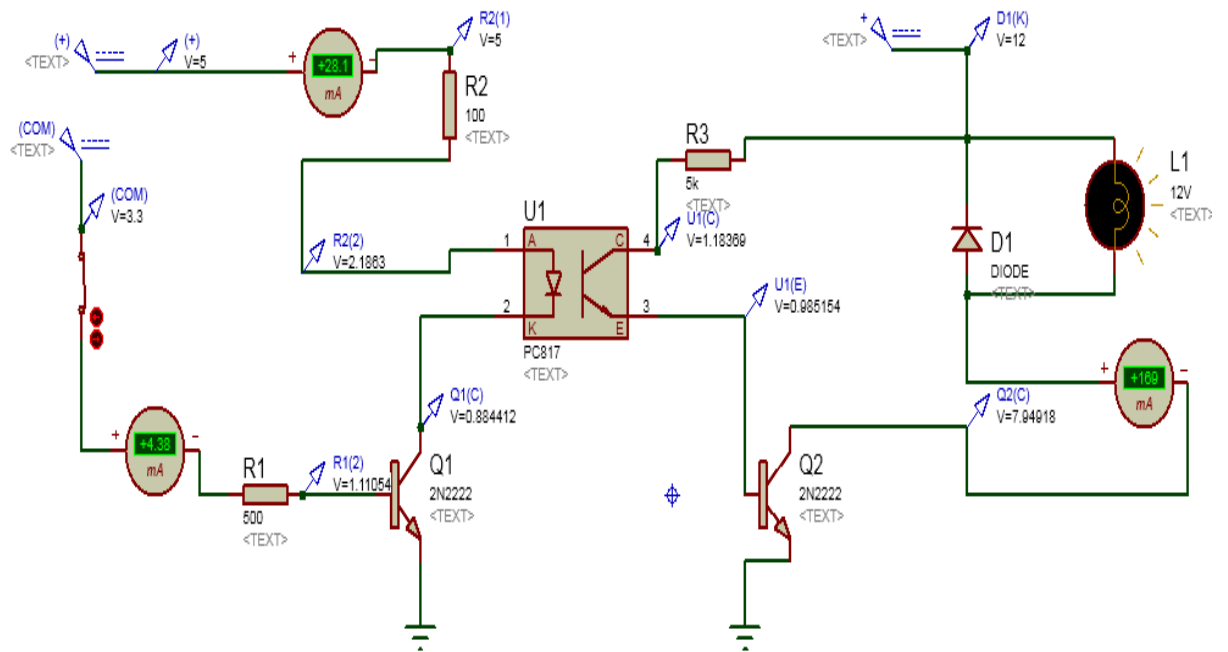 (+)
<TEXT>
(+)
V=5
+28.1
mA
R2(1)
V=5
R2
100
<TEXT>
+
<TEXT>
D1(K)
V=12
(COM)
<TEXT>
(COM)
V=3.3
R3
5k
<TEXT>
U1(C)
V=1.18369
L1
12V
<TEXT>
U1
R2(2)
V=2.1863
1
A
C
4
2
K
E
3
PC817
<TEXT>
D1
DIODE
<TEXT>
U1(E)
V=0.985154
+ -
+169
mA
Q1(C)
V=0.884412
Q2(C)
V=7.94918
+ -
+4.38
mA
R1
500
<TEXT>
R1(2)
V=1.11054
Q1
2N2222
<TEXT>
Q2
2N2222
<TEXT>